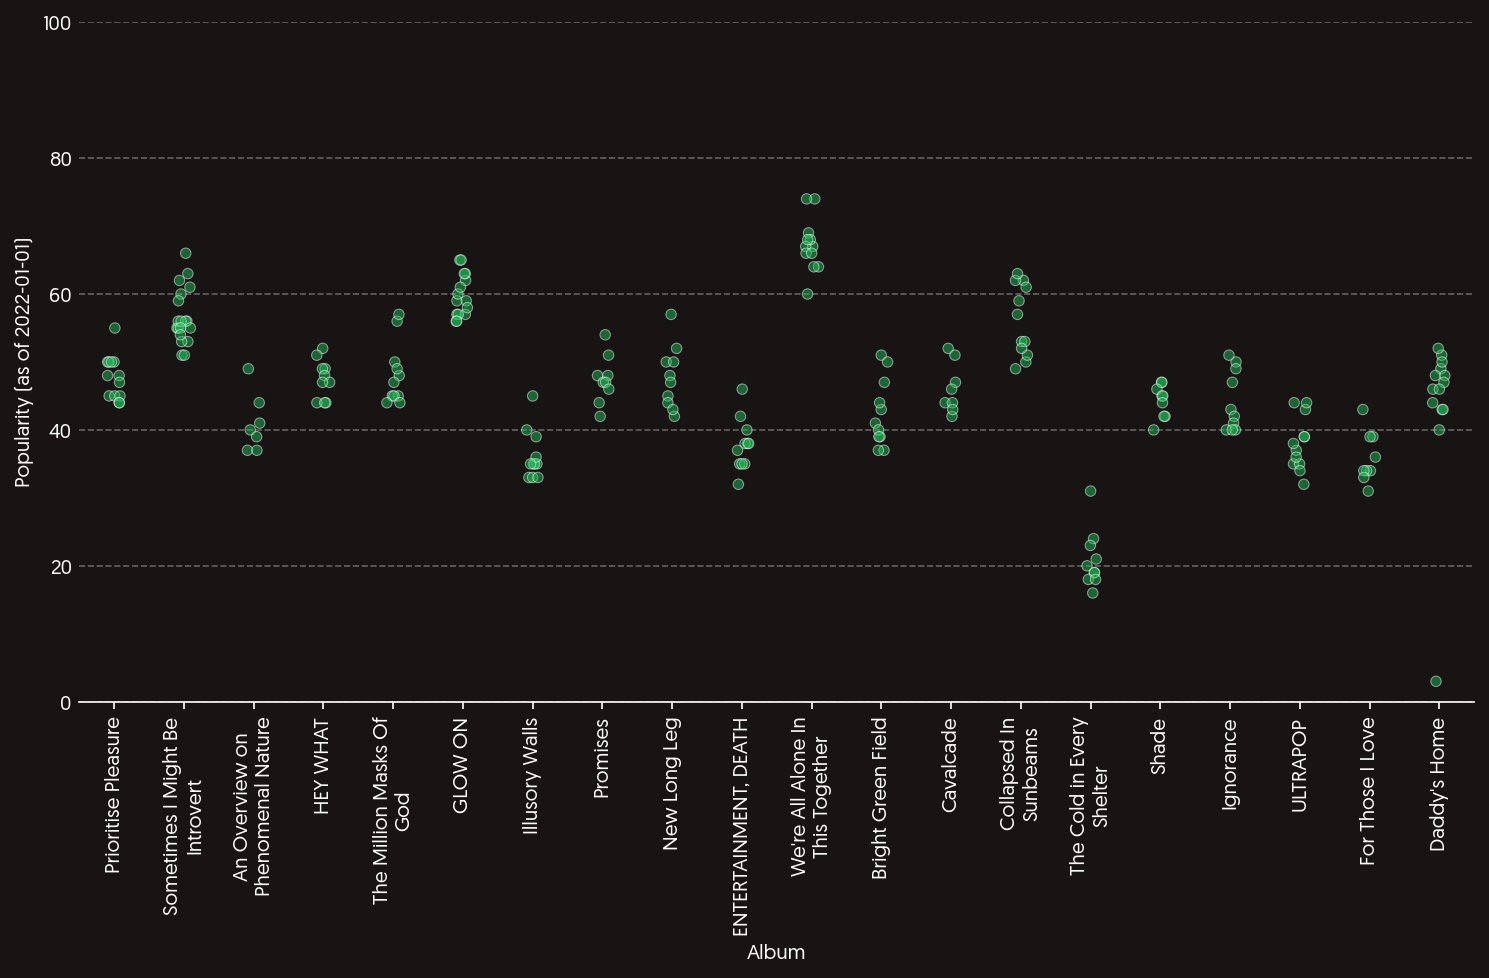 100
80
60
40
20
0
Popularity [as of 2022-01-01]
Prioritise Pleasure
Sometimes I Might Be
Introvert
An Overview on
Phenomenal Nature
HEY WHAT
The Million Masks Of
God
GLOW ON
Illusory Walls
Promises
New Long Leg
ENTERTAINMENT, DEATH
We're All Alone In
This Together
Bright Green Field
Cavalcade
Collapsed In
Sunbeams
The Cold in Every
Shelter
Shade
Ignorance
ULTRAPOP
For Those I Love
Daddy's Home
Album